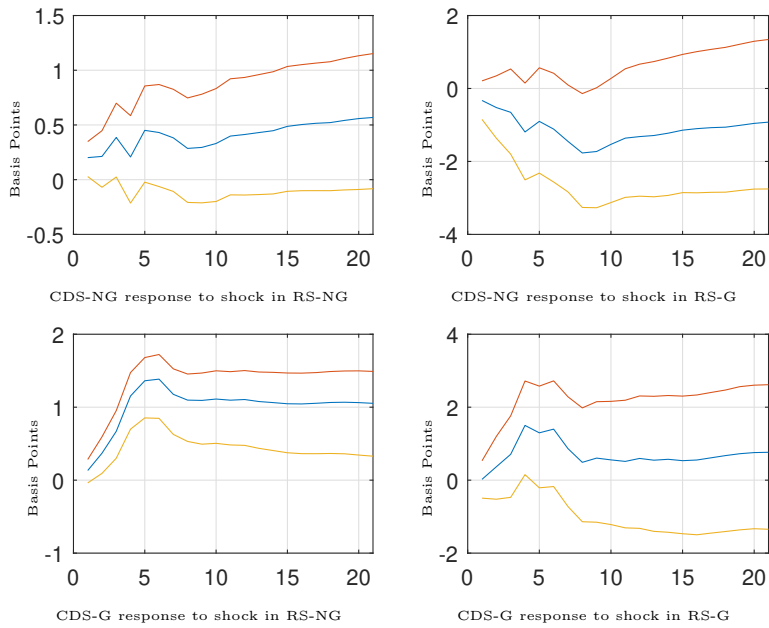 1.5
1
0.5
0
-0.5
Basis Points
0 5 10 15 20
CDS-NG response to shock in RS-NG
2
0
-2
-4
Basis Points
0 5 10 15 20
CDS-NG response to shock in RS-G
2
1
0
-1
Basis Points
0 5 10 15 20
CDS-G response to shock in RS-NG
4
2
0
-2
Basis Points
0 5 10 15 20
CDS-G response to shock in RS-G